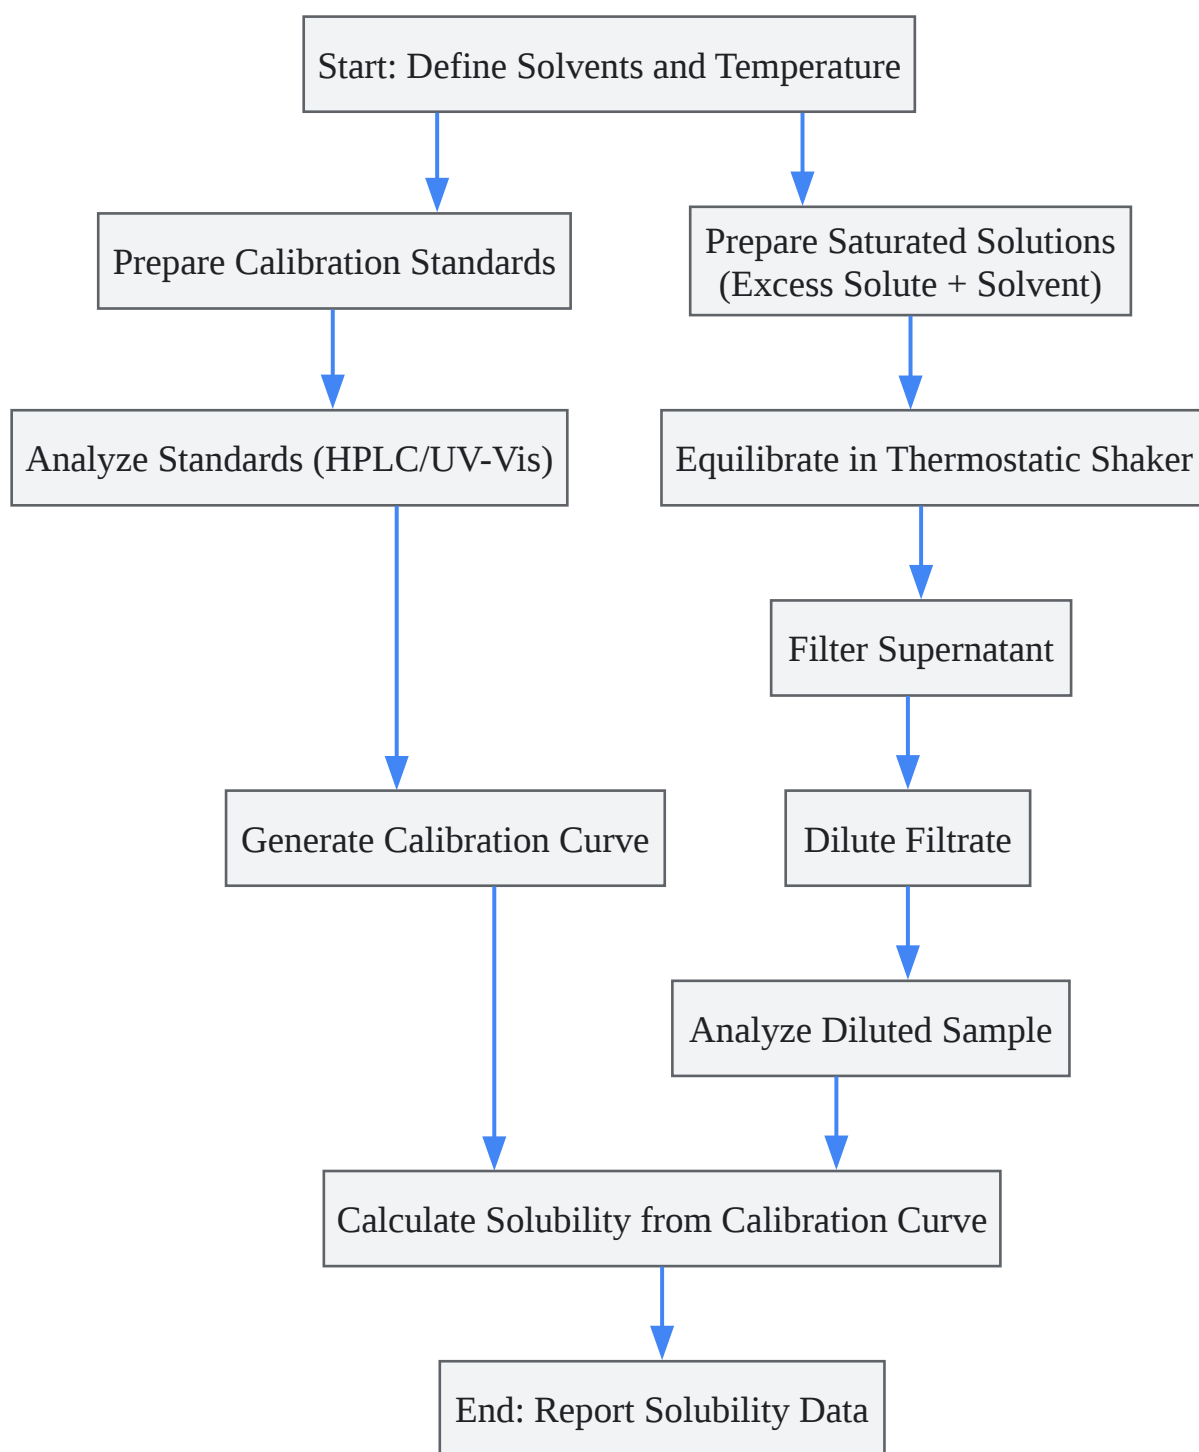 Start: Define Solvents and Temperature
Prepare Calibration Standards
Prepare Saturated Solutions
(Excess Solute + Solvent)
Analyze Standards (HPLC/UV-Vis)
Equilibrate in Thermostatic Shaker
Filter Supernatant
Generate Calibration Curve
Dilute Filtrate
Analyze Diluted Sample
Calculate Solubility from Calibration Curve
End: Report Solubility Data